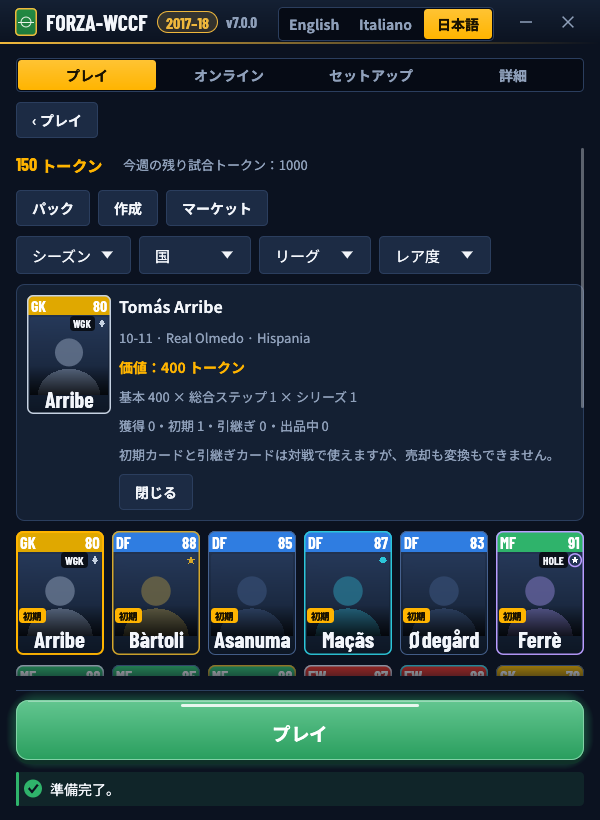 FORZA-WCCF 2017-18 v7.0.0 English Italiano 日本語
プレイ オンライン セットアップ 詳細
‹ プレイ
150 トークン 今週の残り試合トークン：1000
パック 作成 マーケット
シーズン ▼ 国 ▼ リーグ ▼ レア度 ▼
GK 80
WGK
Arribe
Tomás Arribe
10-11 · Real Olmedo · Hispania
価値：400 トークン
基本 400 × 総合ステップ 1 × シリーズ 1
獲得 0・初期 1・引継ぎ 0・出品中 0
初期カードと引継ぎカードは対戦で使えますが、売却も変換もできません。
閉じる
GK 80 DF 88 DF 85 DF 87 DF 83 MF 91
WGK HOLE
初期 初期 初期 初期 初期 初期
Arribe Bàrtoli Asanuma Maçãs Ødegård Ferrè
プレイ
準備完了。